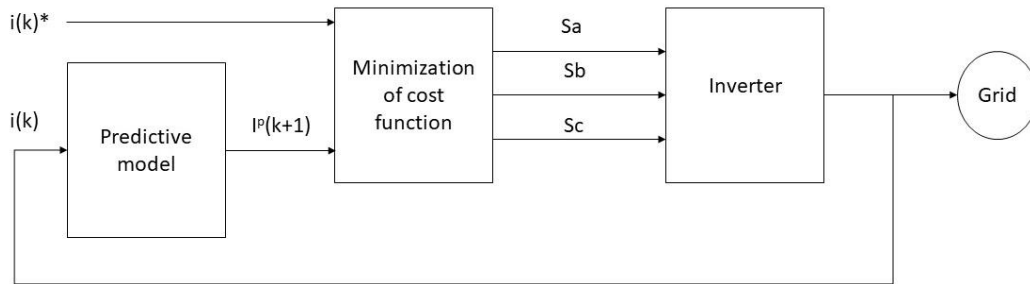 i(k)*
Sa
Minimization
of cost
function
Sb
Inverter
Grid
i(k)
Predictive
model
Iᵖ(k+1)
Sc